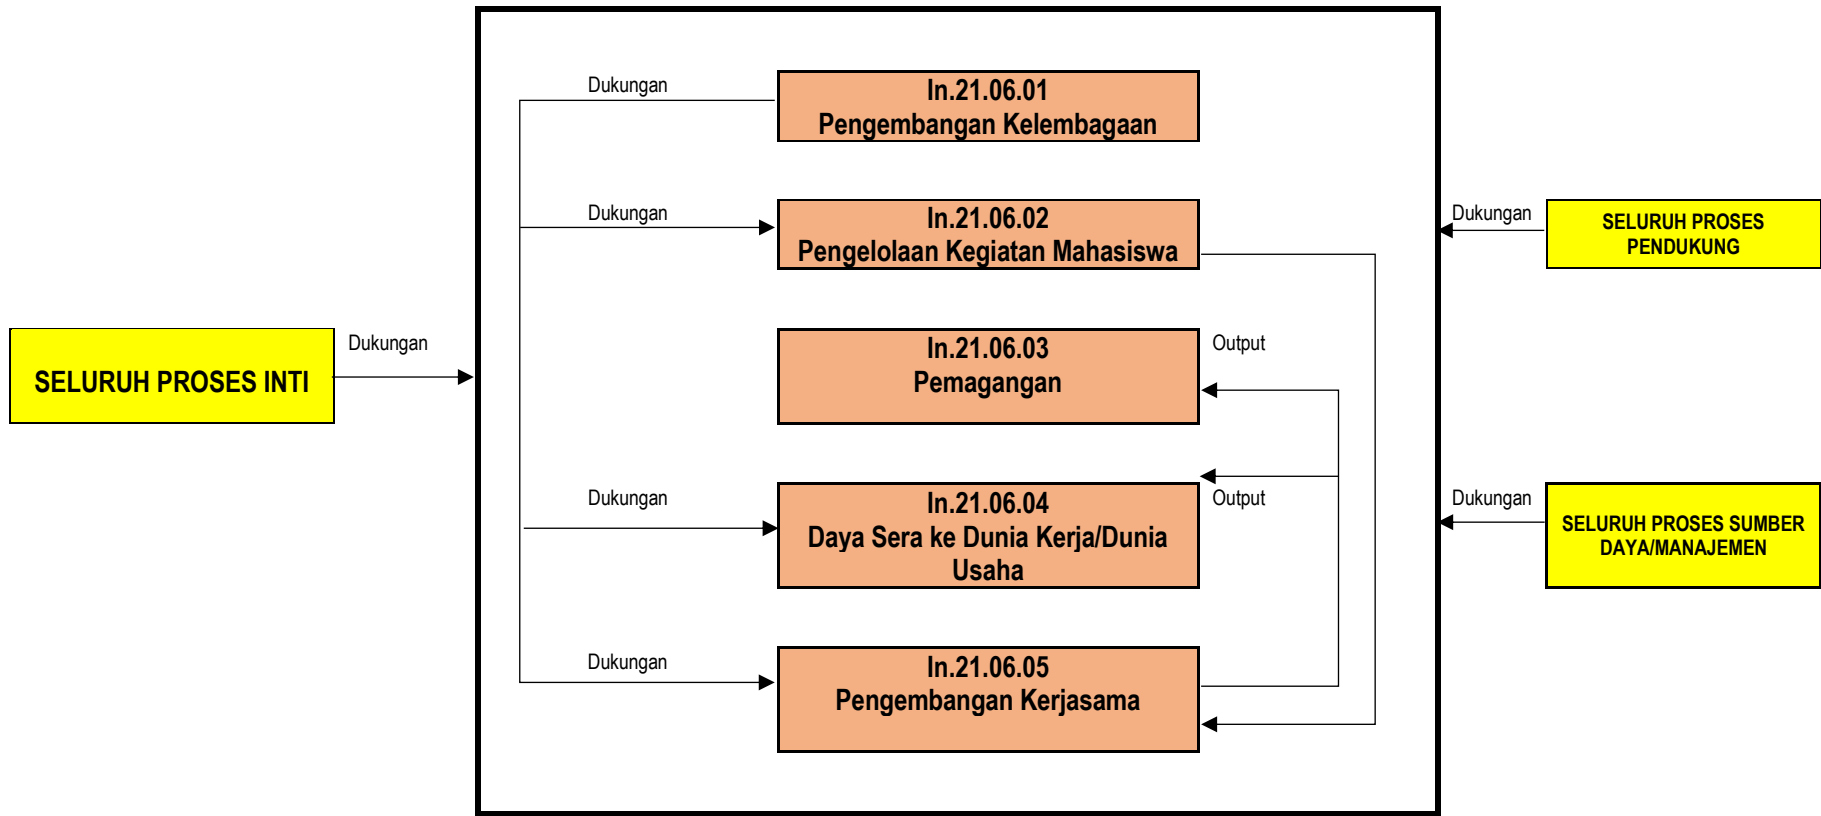 Dukungan
In.21.06.01
Pengembangan Kelembagaan
Dukungan
In.21.06.02
Pengelolaan Kegiatan Mahasiswa
Dukungan
SELURUH PROSES
PENDUKUNG
SELURUH PROSES INTI
Dukungan
In.21.06.03
Pemagangan
Output
Dukungan
In.21.06.04
Daya Sera ke Dunia Kerja/Dunia
Usaha
Output
Dukungan
SELURUH PROSES SUMBER
DAYA/MANAJEMEN
Dukungan
In.21.06.05
Pengembangan Kerjasama